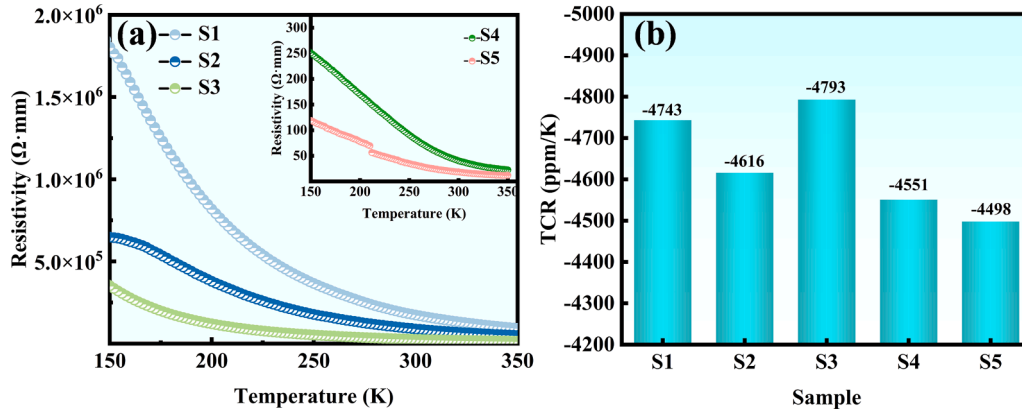 (a)
S1
S2
S3
2.0×10⁶
1.5×10⁶
1.0×10⁶
5.0×10⁵
Resistivity (Ω·mm)
150
200
250
300
350
Temperature (K)
S4
S5
300
250
200
150
100
50
Resistivity (Ω·mm)
150
200
250
300
350
Temperature (K)
(b)
-5000
-4900
-4800
-4700
-4600
-4500
-4400
-4300
-4200
TCR (ppm/K)
-4743
-4616
-4793
-4551
-4498
S1
S2
S3
S4
S5
Sample